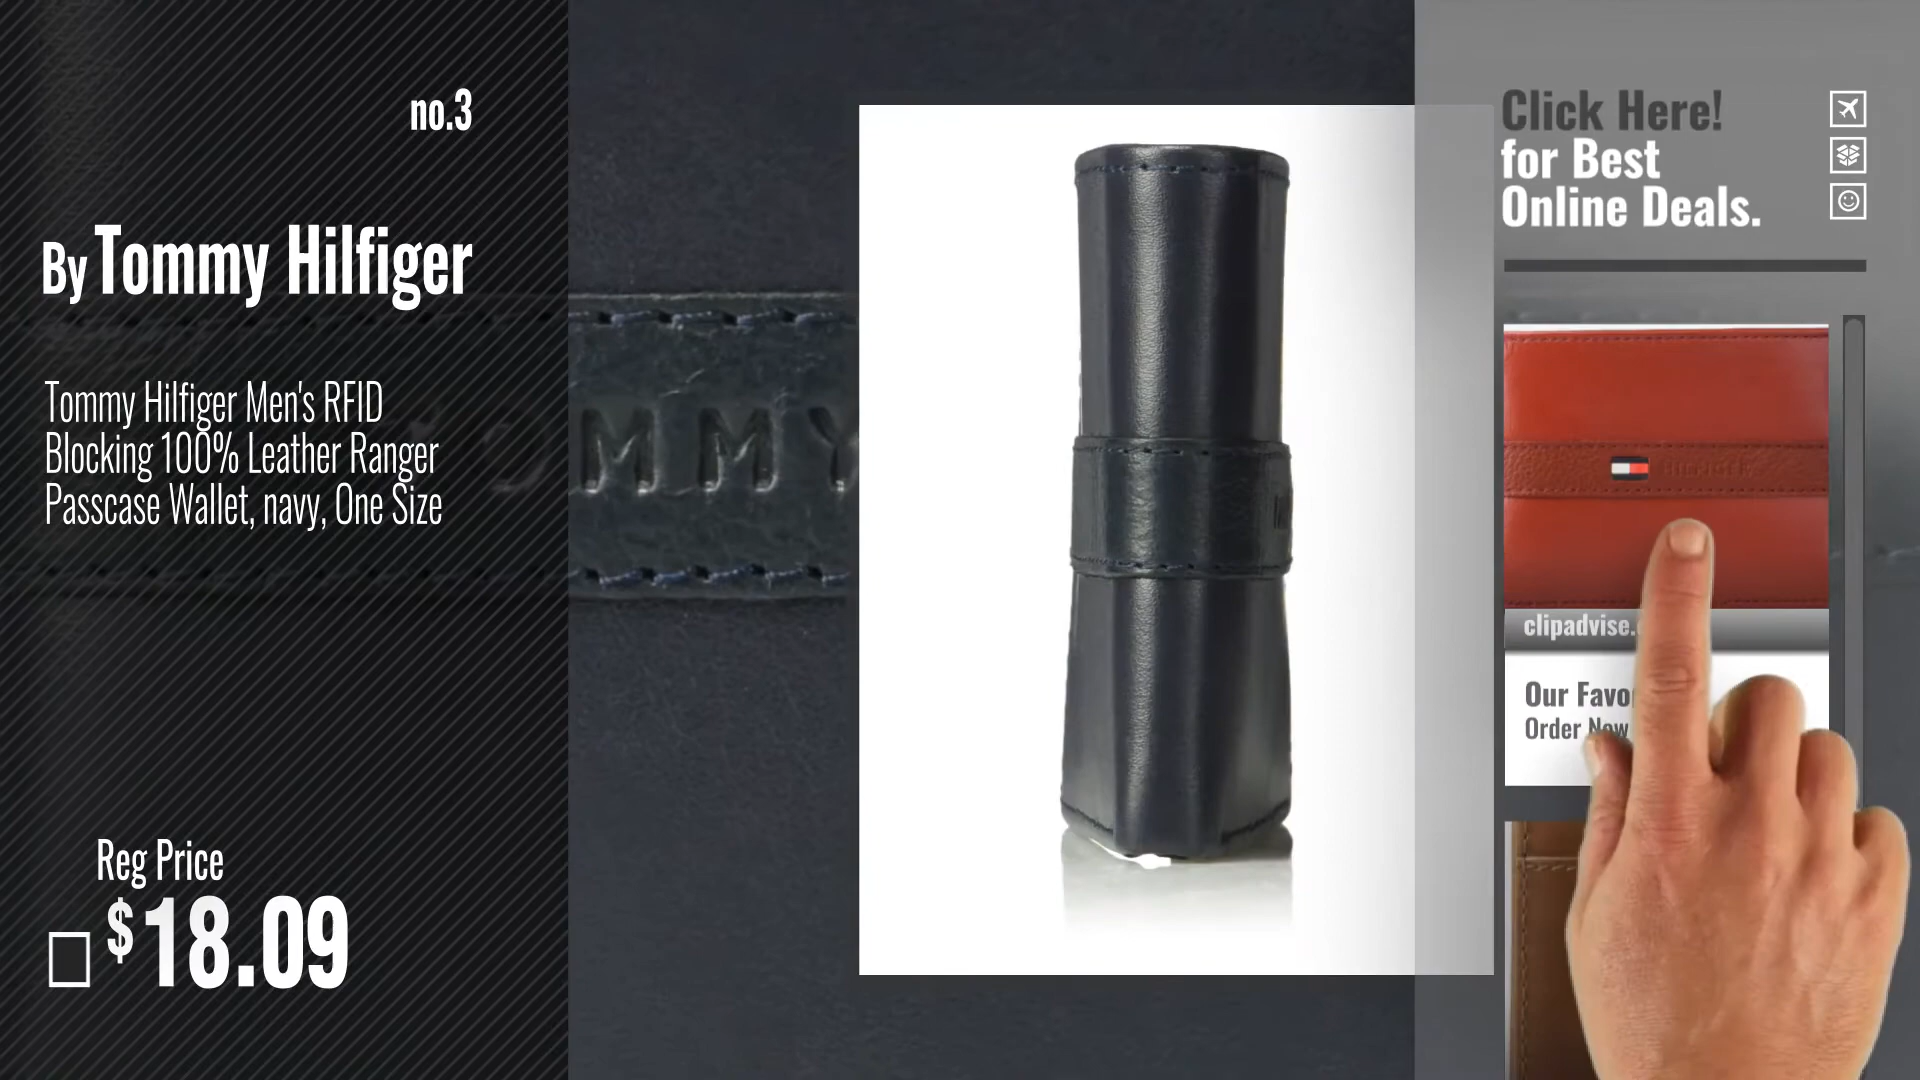 no.3
By Tommy Hilfiger
Tommy Hilfiger Men's RFID
Blocking 100% Leather Ranger
Passcase Wallet, navy, One Size
Reg Price
$18.09
MMY
Click Here!
for Best
Online Deals.
clipadvise.
Our Favo
Order Now